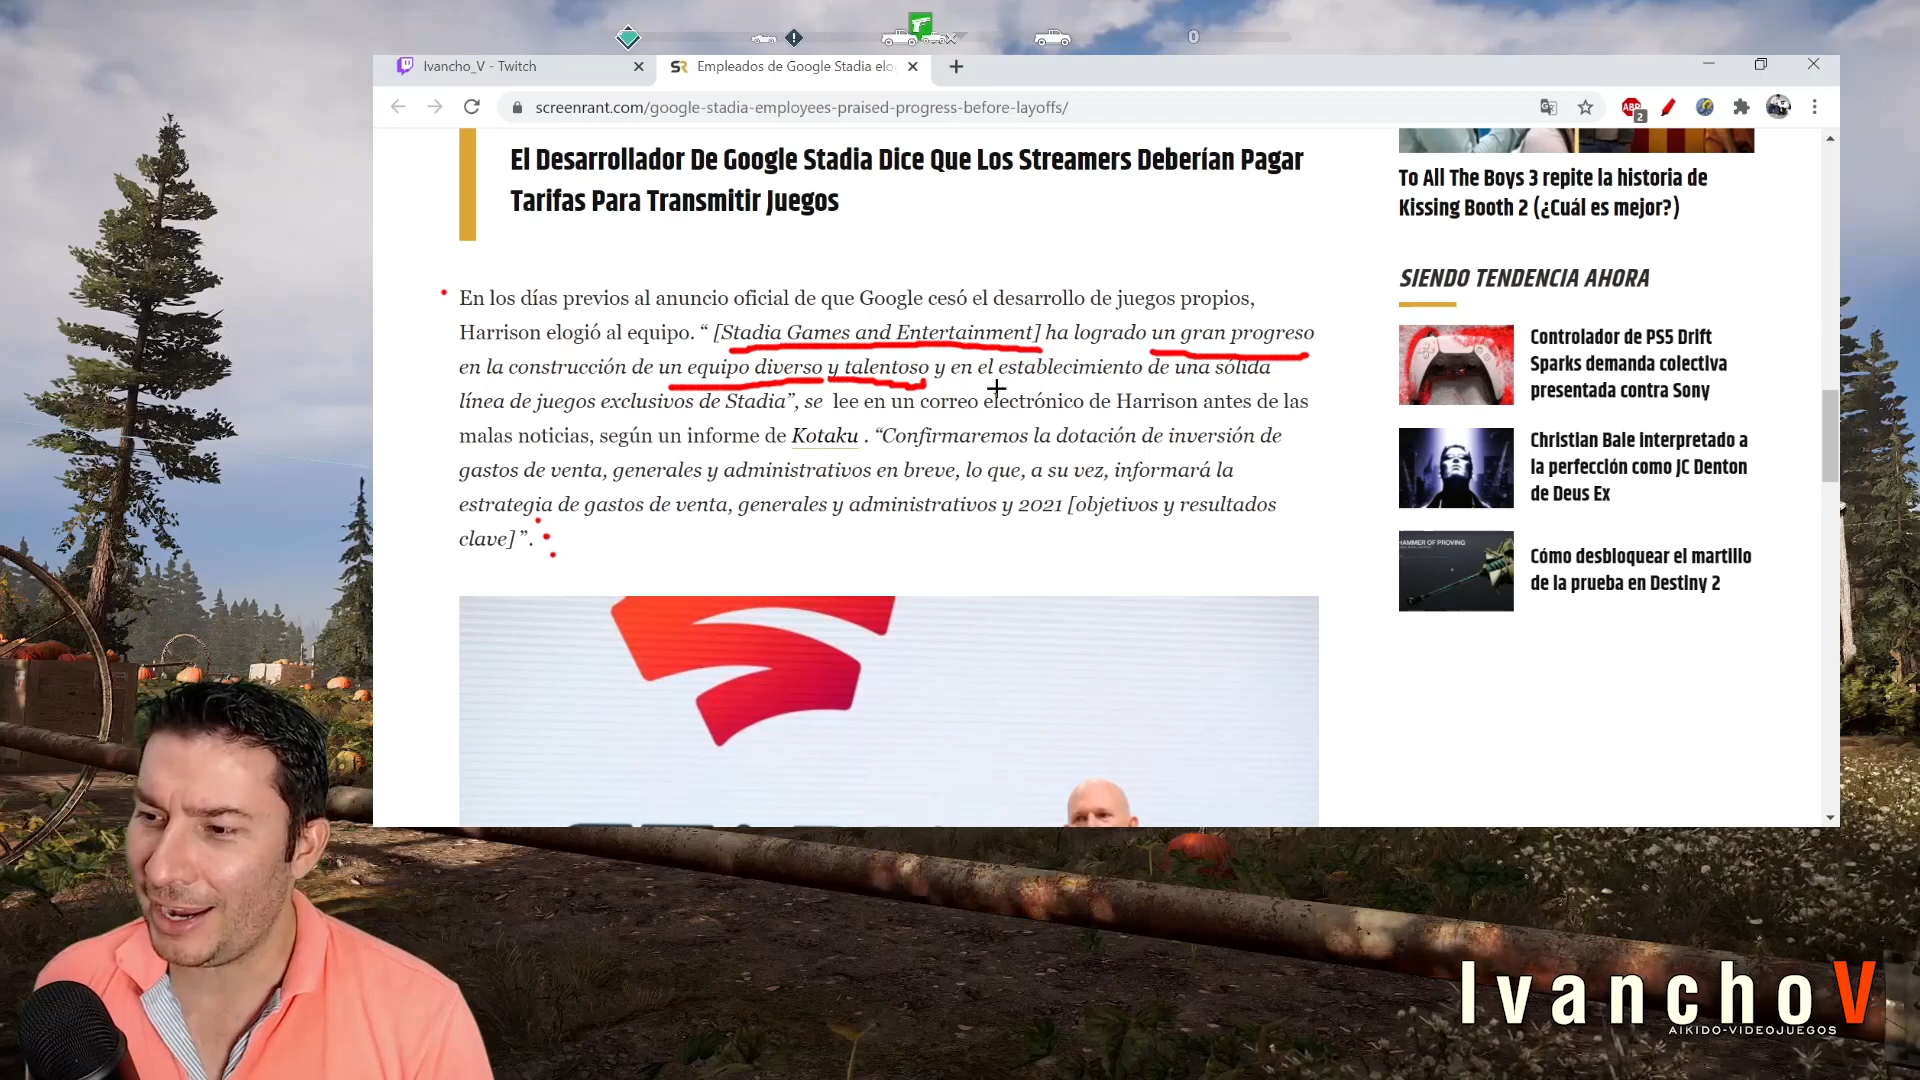 0
Ivancho_V - Twitch
SR
Empleados de Google Stadia elo
screenrant.com/google-stadia-employees-praised-progress-before-layoffs/
ABP
2
El Desarrollador De Google Stadia Dice Que Los Streamers Deberían Pagar
Tarifas Para Transmitir Juegos
En los días previos al anuncio oficial de que Google cesó el desarrollo de juegos propios,
Harrison elogió al equipo. “ [Stadia Games and Entertainment] ha logrado un gran progreso
en la construcción de un equipo diverso y talentoso y en el establecimiento de una sólida
línea de juegos exclusivos de Stadia”, se lee en un correo electrónico de Harrison antes de las
malas noticias, según un informe de Kotaku . “Confirmaremos la dotación de inversión de
gastos de venta, generales y administrativos en breve, lo que, a su vez, informará la
estrategia de gastos de venta, generales y administrativos y 2021 [objetivos y resultados
clave] ”.
To All The Boys 3 repite la historia de
Kissing Booth 2 (¿Cuál es mejor?)
SIENDO TENDENCIA AHORA
Controlador de PS5 Drift
Sparks demanda colectiva
presentada contra Sony
Christian Bale interpretado a
la perfección como JC Denton
de Deus Ex
HAMMER OF PROVING
Cómo desbloquear el martillo
de la prueba en Destiny 2
IvanchoV
AIKIDO-VIDEOJUEGOS